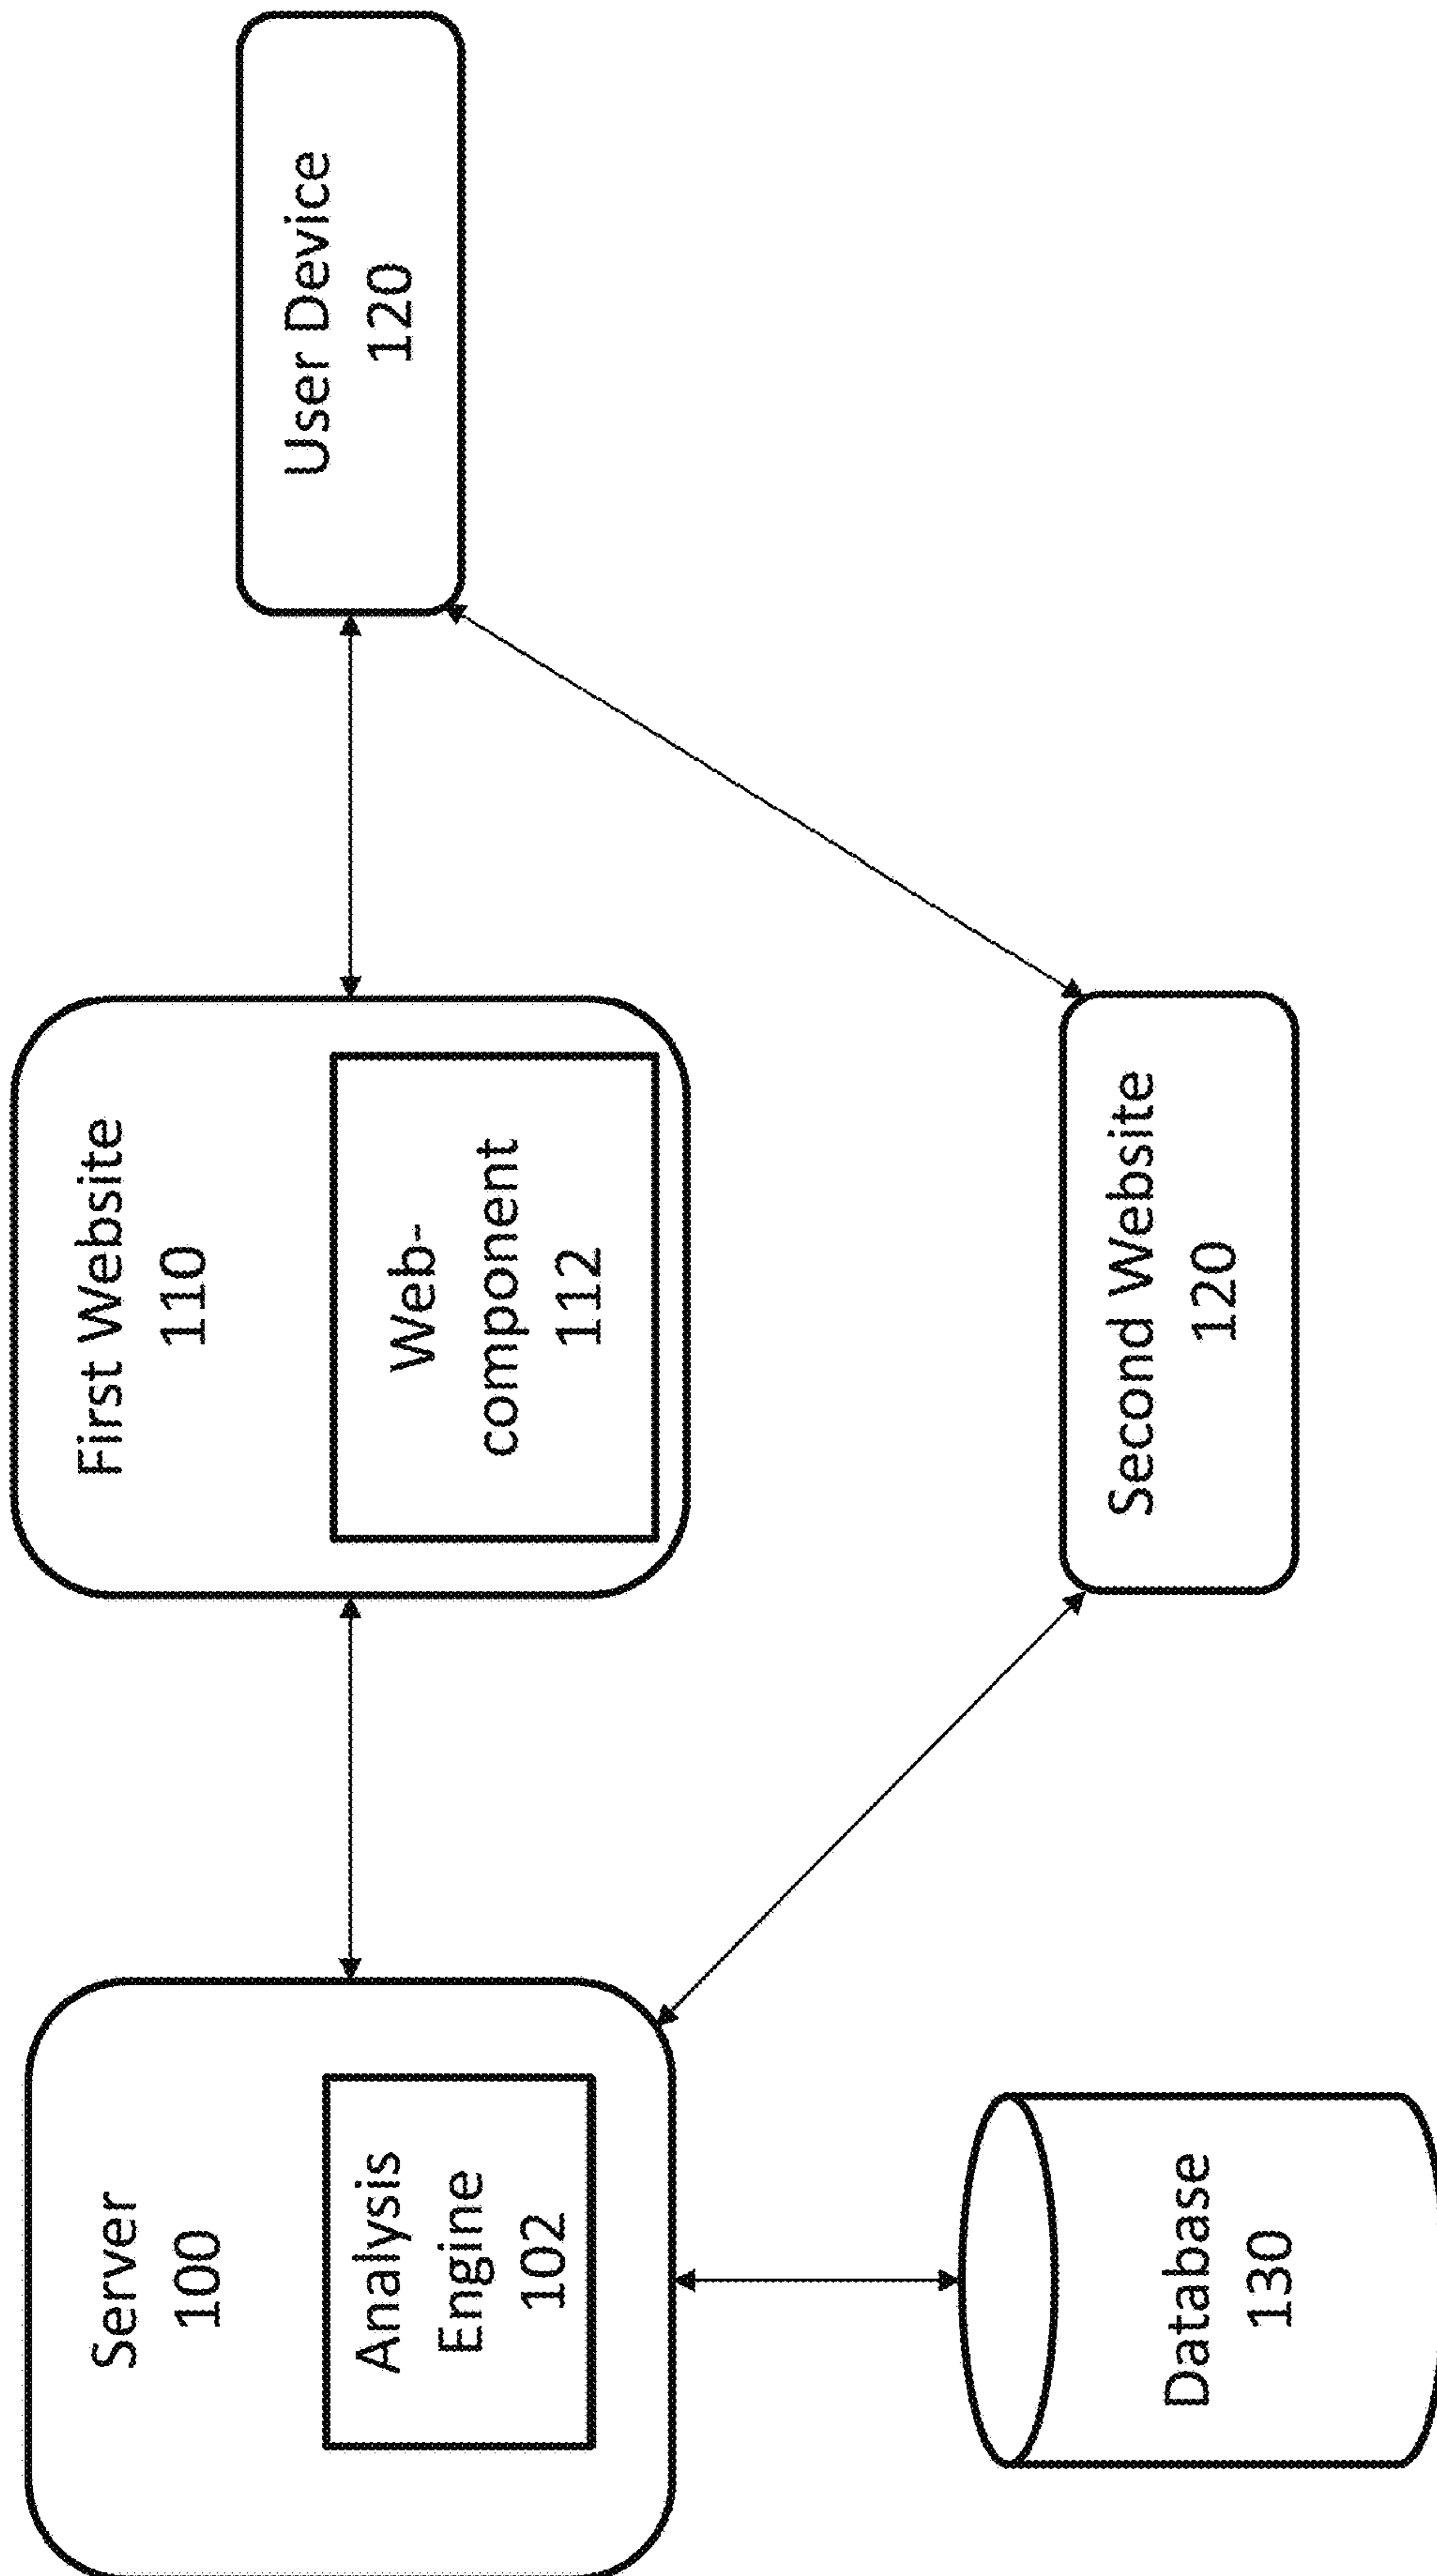 Server
100
Analysis
Engine
102
First Website
110
Web-
component
112
User Device
120
Database
130
Second Website
120